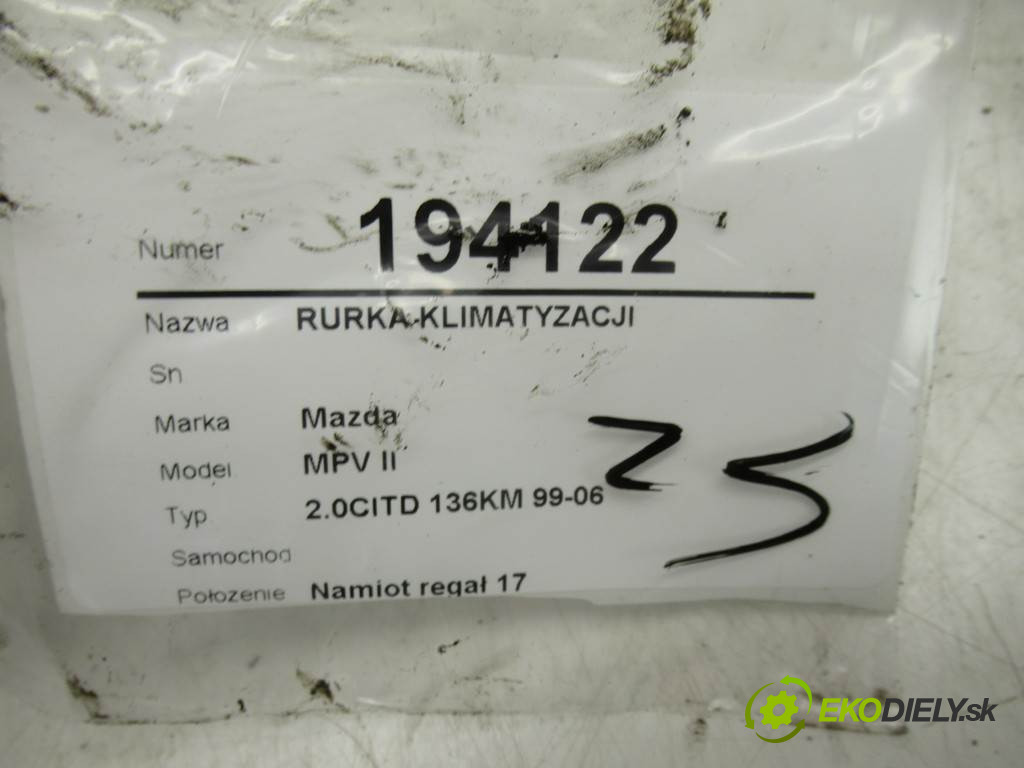 Numer 194122
Nazwa RURKA KLIMATYZACJI
Sn
Marka Mazda
Model MPV II
Typ 2.0CITD 136KM 99-06
Samochod
Położenie Namiot regał 17
25
EKODIELY.sk